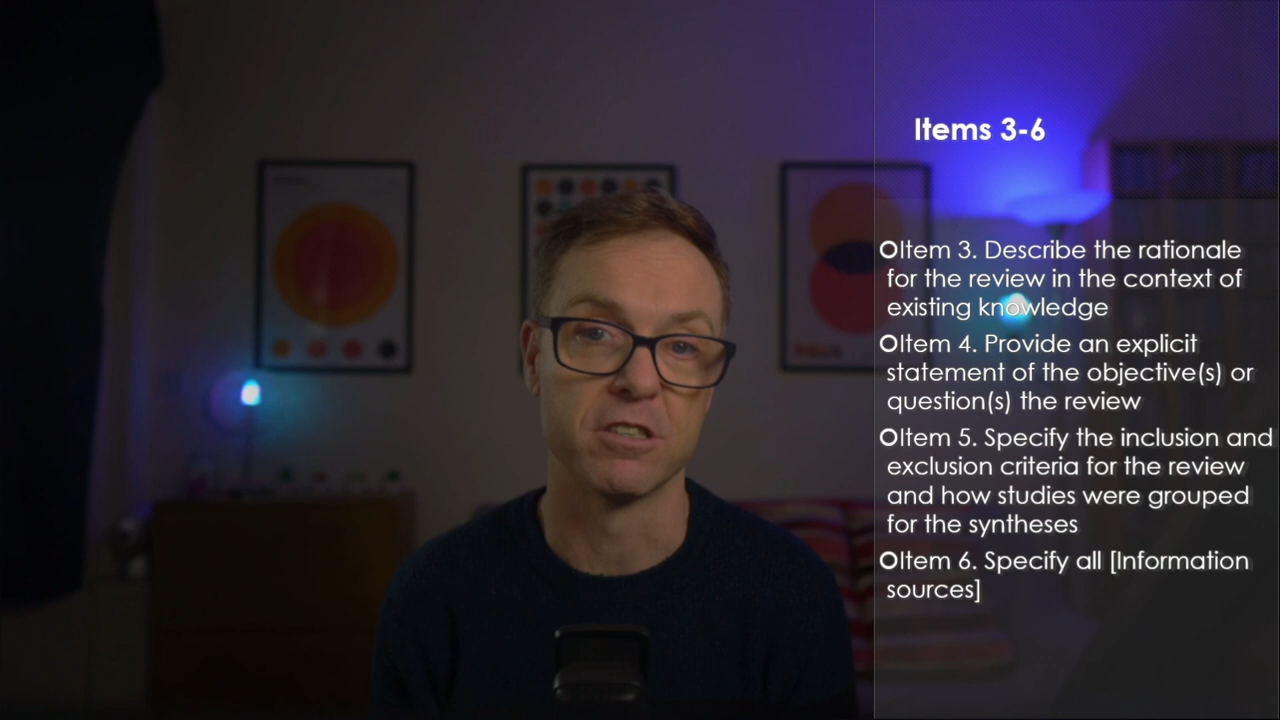 Items 3-6
Item 3. Describe the rationale
for the review in the context of
existing knowledge
Item 4. Provide an explicit
statement of the objective(s) or
question(s) the review
Item 5. Specify the inclusion and
exclusion criteria for the review
and how studies were grouped
for the syntheses
Item 6. Specify all [Information
sources]